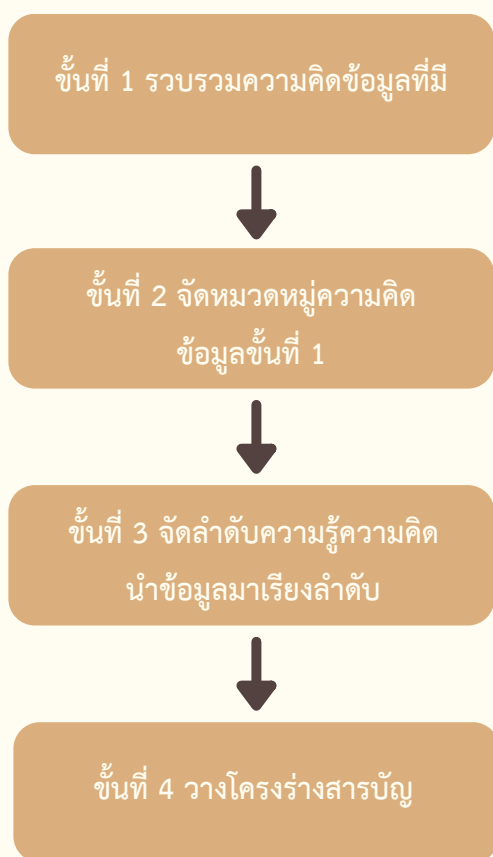 ขั้นที่ 1 รวบรวมความคิดข้อมูลที่มี
ขั้นที่ 2 จัดหมวดหมู่ความคิด
ข้อมูลขั้นที่ 1
ขั้นที่ 3 จัดลำดับความรู้ความคิด
นำข้อมูลมาเรียงลำดับ
ขั้นที่ 4 วางโครงร่างสารบัญ